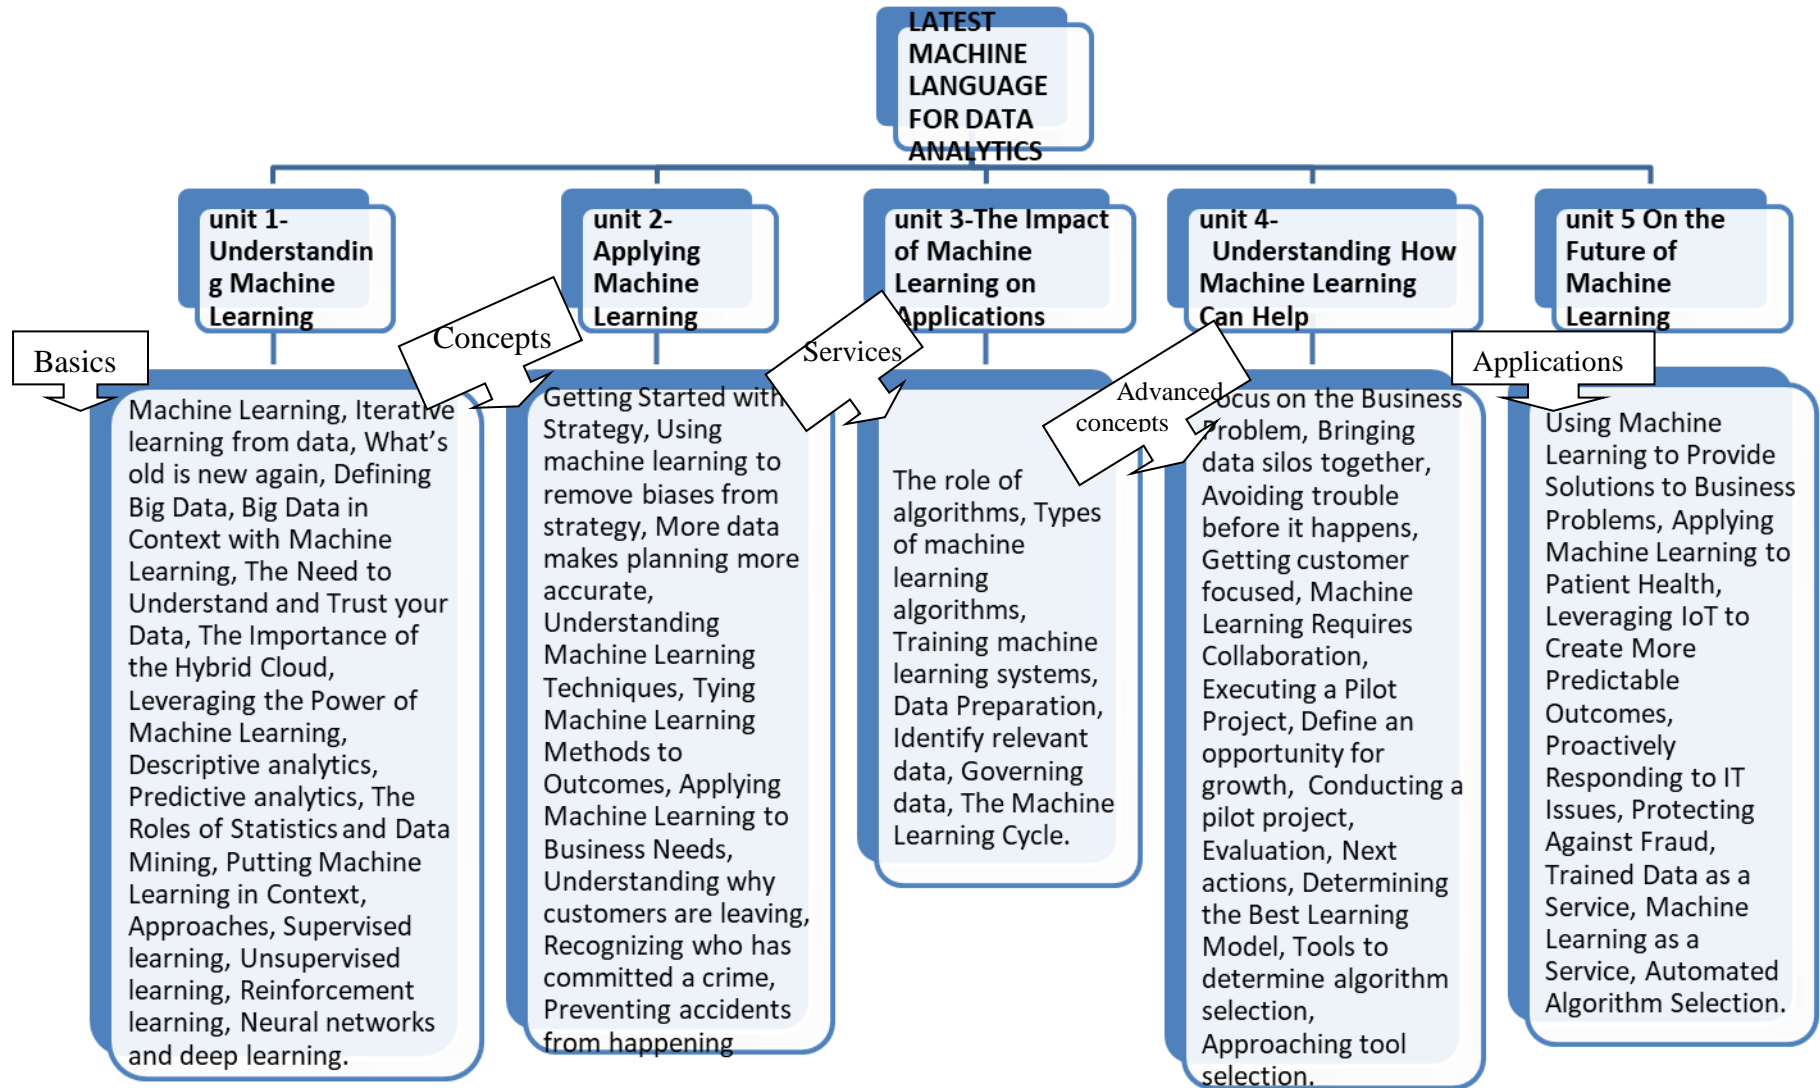 LATEST
MACHINE
LANGUAGE
FOR DATA
ANALYTICS
unit 1-
Understandin
g Machine
Learning
unit 2-
Applying
Machine
Learning
unit 3-The Impact
of Machine
Learning on
Applications
unit 4-
Understanding How
Machine Learning
Can Help
unit 5 On the
Future of
Machine
Learning
Basics
Machine Learning, Iterative
learning from data, What’s
old is new again, Defining
Big Data, Big Data in
Context with Machine
Learning, The Need to
Understand and Trust your
Data, The Importance of
the Hybrid Cloud,
Leveraging the Power of
Machine Learning,
Descriptive analytics,
Predictive analytics, The
Roles of Statistics and Data
Mining, Putting Machine
Learning in Context,
Approaches, Supervised
learning, Unsupervised
learning, Reinforcement
learning, Neural networks
and deep learning.
Concepts
Getting Started with
Strategy, Using
machine learning to
remove biases from
strategy, More data
makes planning more
accurate,
Understanding
Machine Learning
Techniques, Tying
Machine Learning
Methods to
Outcomes, Applying
Machine Learning to
Business Needs,
Understanding why
customers are leaving,
Recognizing who has
committed a crime,
Preventing accidents
from happening
Services
The role of
algorithms, Types
of machine
learning
algorithms,
Training machine
learning systems,
Data Preparation,
Identify relevant
data, Governing
data, The Machine
Learning Cycle.
Advanced
concepts
ocus on the Business
Problem, Bringing
data silos together,
Avoiding trouble
before it happens,
Getting customer
focused, Machine
Learning Requires
Collaboration,
Executing a Pilot
Project, Define an
opportunity for
growth, Conducting a
pilot project,
Evaluation, Next
actions, Determining
the Best Learning
Model, Tools to
determine algorithm
selection,
Approaching tool
selection.
Applications
Using Machine
Learning to Provide
Solutions to Business
Problems, Applying
Machine Learning to
Patient Health,
Leveraging IoT to
Create More
Predictable
Outcomes,
Proactively
Responding to IT
Issues, Protecting
Against Fraud,
Trained Data as a
Service, Machine
Learning as a
Service, Automated
Algorithm Selection.